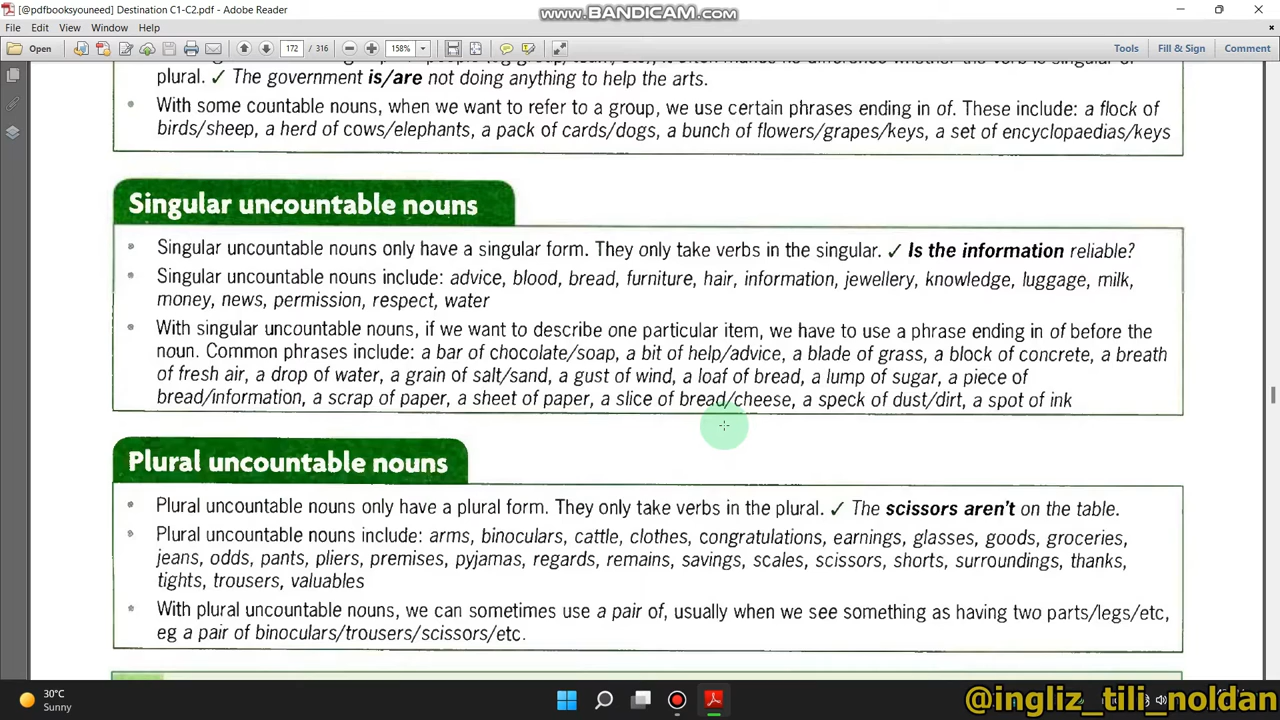 [@pdfbooksyouneed] Destination C1-C2.pdf - Adobe Reader
WWW.BANDICAM.COM
File Edit View Window Help
Open 172 / 316 158% Tools Fill & Sign Comment
plural. ✓ The government is/are not doing anything to help the arts.
• With some countable nouns, when we want to refer to a group, we use certain phrases ending in of. These include: a flock of
birds/sheep, a herd of cows/elephants, a pack of cards/dogs, a bunch of flowers/grapes/keys, a set of encyclopaedias/keys
Singular uncountable nouns
• Singular uncountable nouns only have a singular form. They only take verbs in the singular. ✓ Is the information reliable?
• Singular uncountable nouns include: advice, blood, bread, furniture, hair, information, jewellery, knowledge, luggage, milk,
money, news, permission, respect, water
• With singular uncountable nouns, if we want to describe one particular item, we have to use a phrase ending in of before the
noun. Common phrases include: a bar of chocolate/soap, a bit of help/advice, a blade of grass, a block of concrete, a breath
of fresh air, a drop of water, a grain of salt/sand, a gust of wind, a loaf of bread, a lump of sugar, a piece of
bread/information, a scrap of paper, a sheet of paper, a slice of bread/cheese, a speck of dust/dirt, a spot of ink
Plural uncountable nouns
• Plural uncountable nouns only have a plural form. They only take verbs in the plural. ✓ The scissors aren't on the table.
• Plural uncountable nouns include: arms, binoculars, cattle, clothes, congratulations, earnings, glasses, goods, groceries,
jeans, odds, pants, pliers, premises, pyjamas, regards, remains, savings, scales, scissors, shorts, surroundings, thanks,
tights, trousers, valuables
• With plural uncountable nouns, we can sometimes use a pair of, usually when we see something as having two parts/legs/etc,
eg a pair of binoculars/trousers/scissors/etc.
30°C
Sunny
@ingliz_tili_noldan